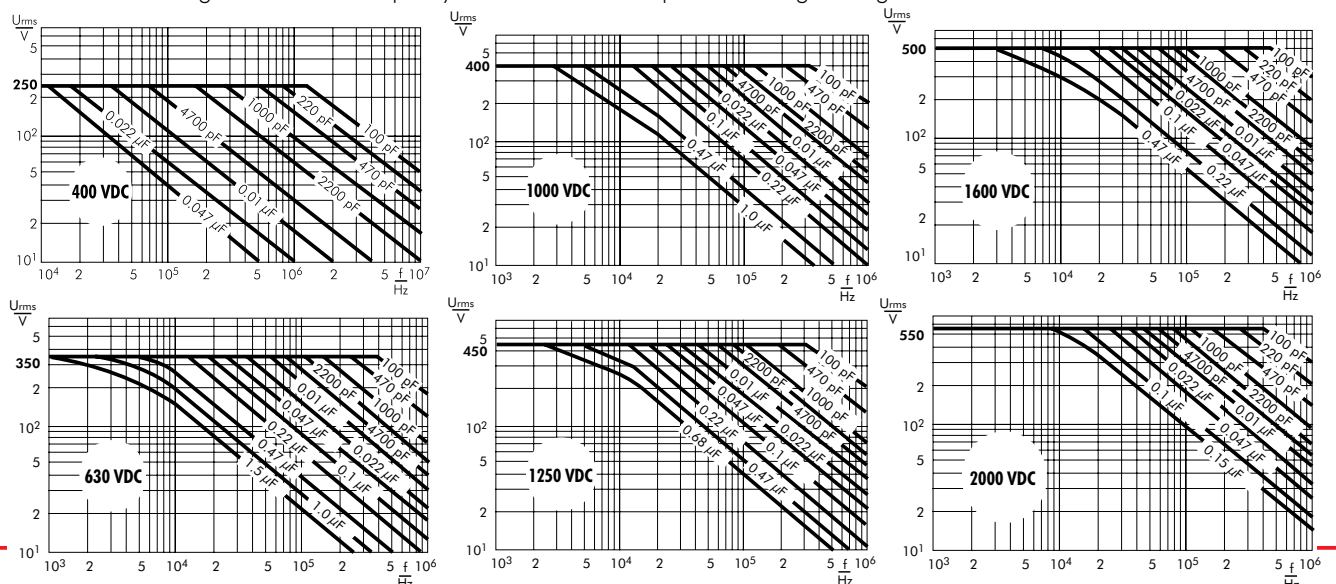 Urms
V
5
250
2
10²
5
2
10¹
10⁴ 2 5 10⁵ 2 5 10⁶ 2 5 f/Hz 10⁷
400 VDC
100 pF
220 pF
470 pF
1000 pF
2200 pF
4700 pF
0.01 µF
0.022 µF
0.047 µF
Urms
V
400
2
10²
5
2
10¹
10³ 2 5 10⁴ 2 5 10⁵ 2 5 f/Hz 10⁶
1000 VDC
100 pF
470 pF
1000 pF
2200 pF
4700 pF
0.01 µF
0.022 µF
0.047 µF
0.1 µF
0.22 µF
0.47 µF
1.0 µF
Urms
V
500
2
10²
5
2
10¹
10³ 2 5 10⁴ 2 5 10⁵ 2 5 f/Hz 10⁶
1600 VDC
100 pF
220 pF
470 pF
1000 pF
2200 pF
4700 pF
0.01 µF
0.022 µF
0.047 µF
0.1 µF
0.22 µF
0.47 µF
Urms
V
5
350
2
10²
5
2
10¹
10³ 2 5 10⁴ 2 5 10⁵ 2 5 f/Hz 10⁶
630 VDC
100 pF
470 pF
1000 pF
2200 pF
4700 pF
0.01 µF
0.022 µF
0.047 µF
0.1 µF
0.22 µF
0.47 µF
1.0 µF
1.5 µF
Urms
V
5
450
2
10²
5
2
10¹
10³ 2 5 10⁴ 2 5 10⁵ 2 5 f/Hz 10⁶
1250 VDC
100 pF
470 pF
1000 pF
2200 pF
4700 pF
0.01 µF
0.022 µF
0.047 µF
0.1 µF
0.22 µF
0.47 µF
0.68 µF
Urms
V
550
2
10²
5
2
10¹
10³ 2 5 10⁴ 2 5 10⁵ 2 5 f/Hz 10⁶
2000 VDC
100 pF
220 pF
470 pF
1000 pF
2200 pF
4700 pF
0.01 µF
0.022 µF
0.047 µF
0.1 µF
0.15 µF